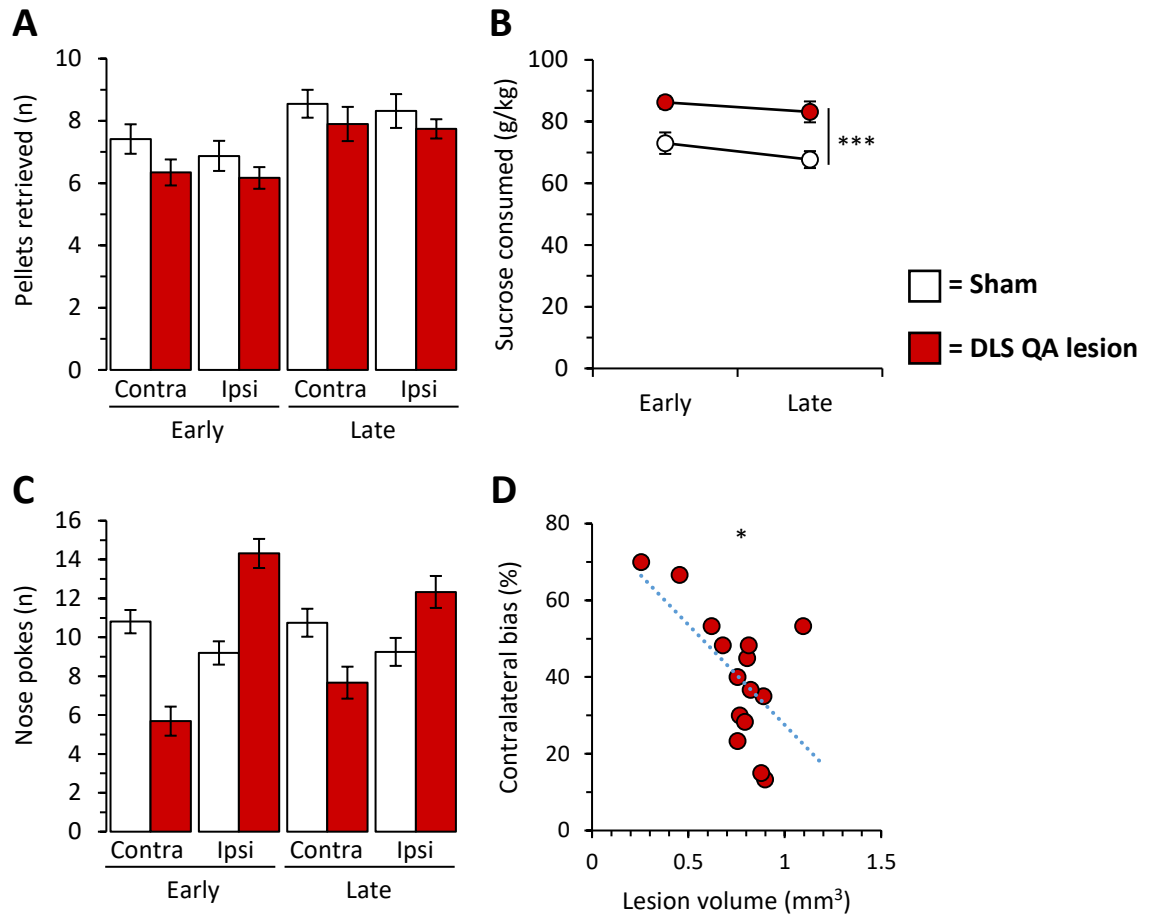 A
Pellets retrieved (n)
10
8
6
4
2
0
Contra Ipsi Contra Ipsi
Early Late
B
Sucrose consumed (g/kg)
100
80
60
40
20
0
***
Early Late
= Sham
= DLS QA lesion
C
Nose pokes (n)
16
14
12
10
8
6
4
2
0
Contra Ipsi Contra Ipsi
Early Late
D
Contralateral bias (%)
80
60
40
20
0
*
0 0.5 1 1.5
Lesion volume (mm³)